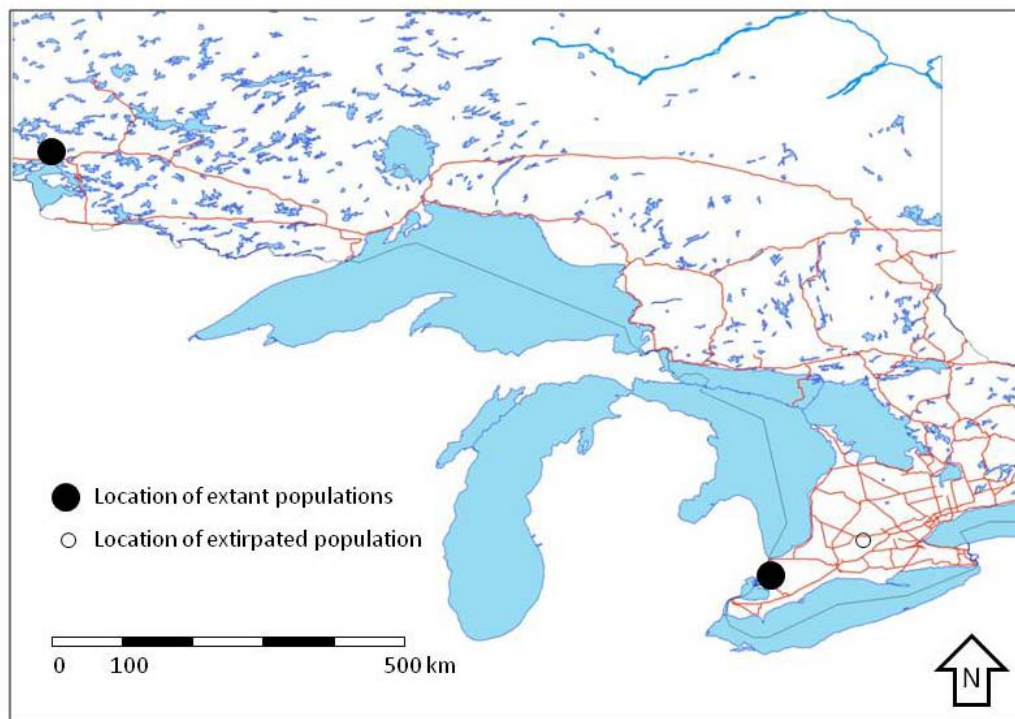 Location of extant populations
Location of extirpated population
0 100 500 km
N